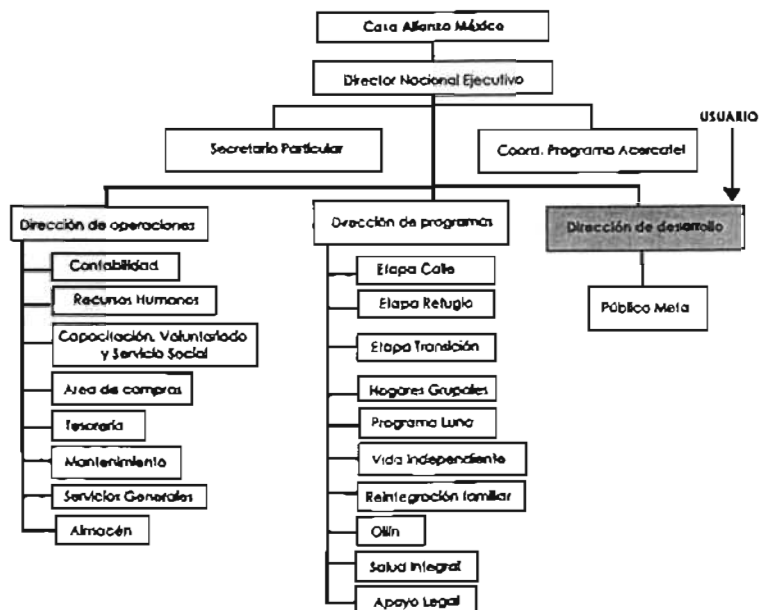 Casa Alianza México
Director Nacional Ejecutivo
USUARIO
Secretario Particular
Coord. Programa Acercatel
Dirección de operaciones
Dirección de programas
Dirección de desarrollo
Contabilidad
Recursos Humanos
Capacitación, Voluntariado
y Servicio Social
Area de compras
Tesorería
Mantenimiento
Servicios Generales
Almacén
Etapa Calle
Etapa Refugio
Etapa Transición
Hogares Grupales
Programa Luna
Vida Independiente
Reintegración familiar
Ollin
Salud Integral
Apoyo Legal
Público Meta